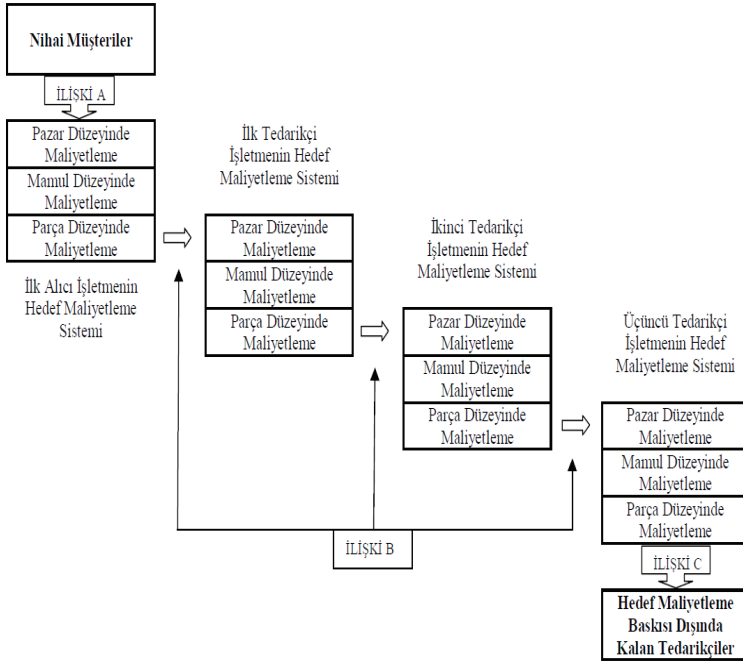 Nihai Müşteriler
İLİŞKİ A
Pazar Düzeyinde
Maliyetleme
Mamul Düzeyinde
Maliyetleme
Parça Düzeyinde
Maliyetleme
İlk Alıcı İşletmenin
Hedef Maliyetleme
Sistemi
İlk Tedarikçi
İşletmenin Hedef
Maliyetleme Sistemi
Pazar Düzeyinde
Maliyetleme
Mamul Düzeyinde
Maliyetleme
Parça Düzeyinde
Maliyetleme
İkinci Tedarikçi
İşletmenin Hedef
Maliyetleme Sistemi
Pazar Düzeyinde
Maliyetleme
Mamul Düzeyinde
Maliyetleme
Parça Düzeyinde
Maliyetleme
Üçüncü Tedarikçi
İşletmenin Hedef
Maliyetleme Sistemi
Pazar Düzeyinde
Maliyetleme
Mamul Düzeyinde
Maliyetleme
Parça Düzeyinde
Maliyetleme
İLİŞKİ B
İLİŞKİ C
Hedef Maliyetleme
Baskısı Dışında
Kalan Tedarikçiler